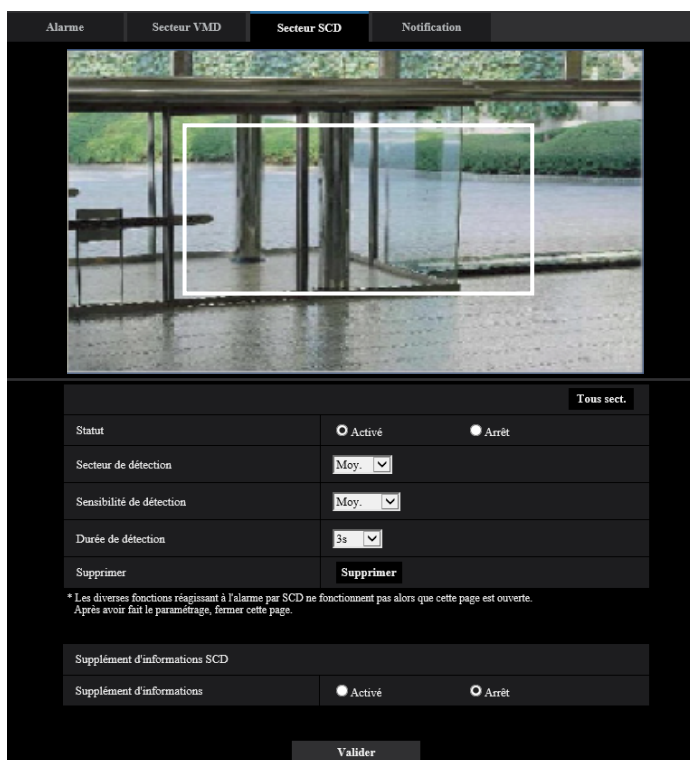 Alarme Secteur VMD Secteur SCD Notification
Tous sect.
Statut Activé Arrêt
Secteur de détection Moy.
Sensibilité de détection Moy.
Durée de détection 3s
Supprimer Supprimer
* Les diverses fonctions réagissant à l'alarme par SCD ne fonctionnent pas alors que cette page est ouverte.
Après avoir fait le paramétrage, fermer cette page.
Supplément d'informations SCD
Supplément d'informations Activé Arrêt
Valider